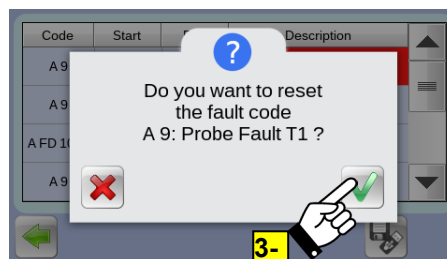 Code Start Description
?
A 9
Do you want to reset
the fault code
A 9
A 9: Probe Fault T1 ?
A FD 10
A 9
3-